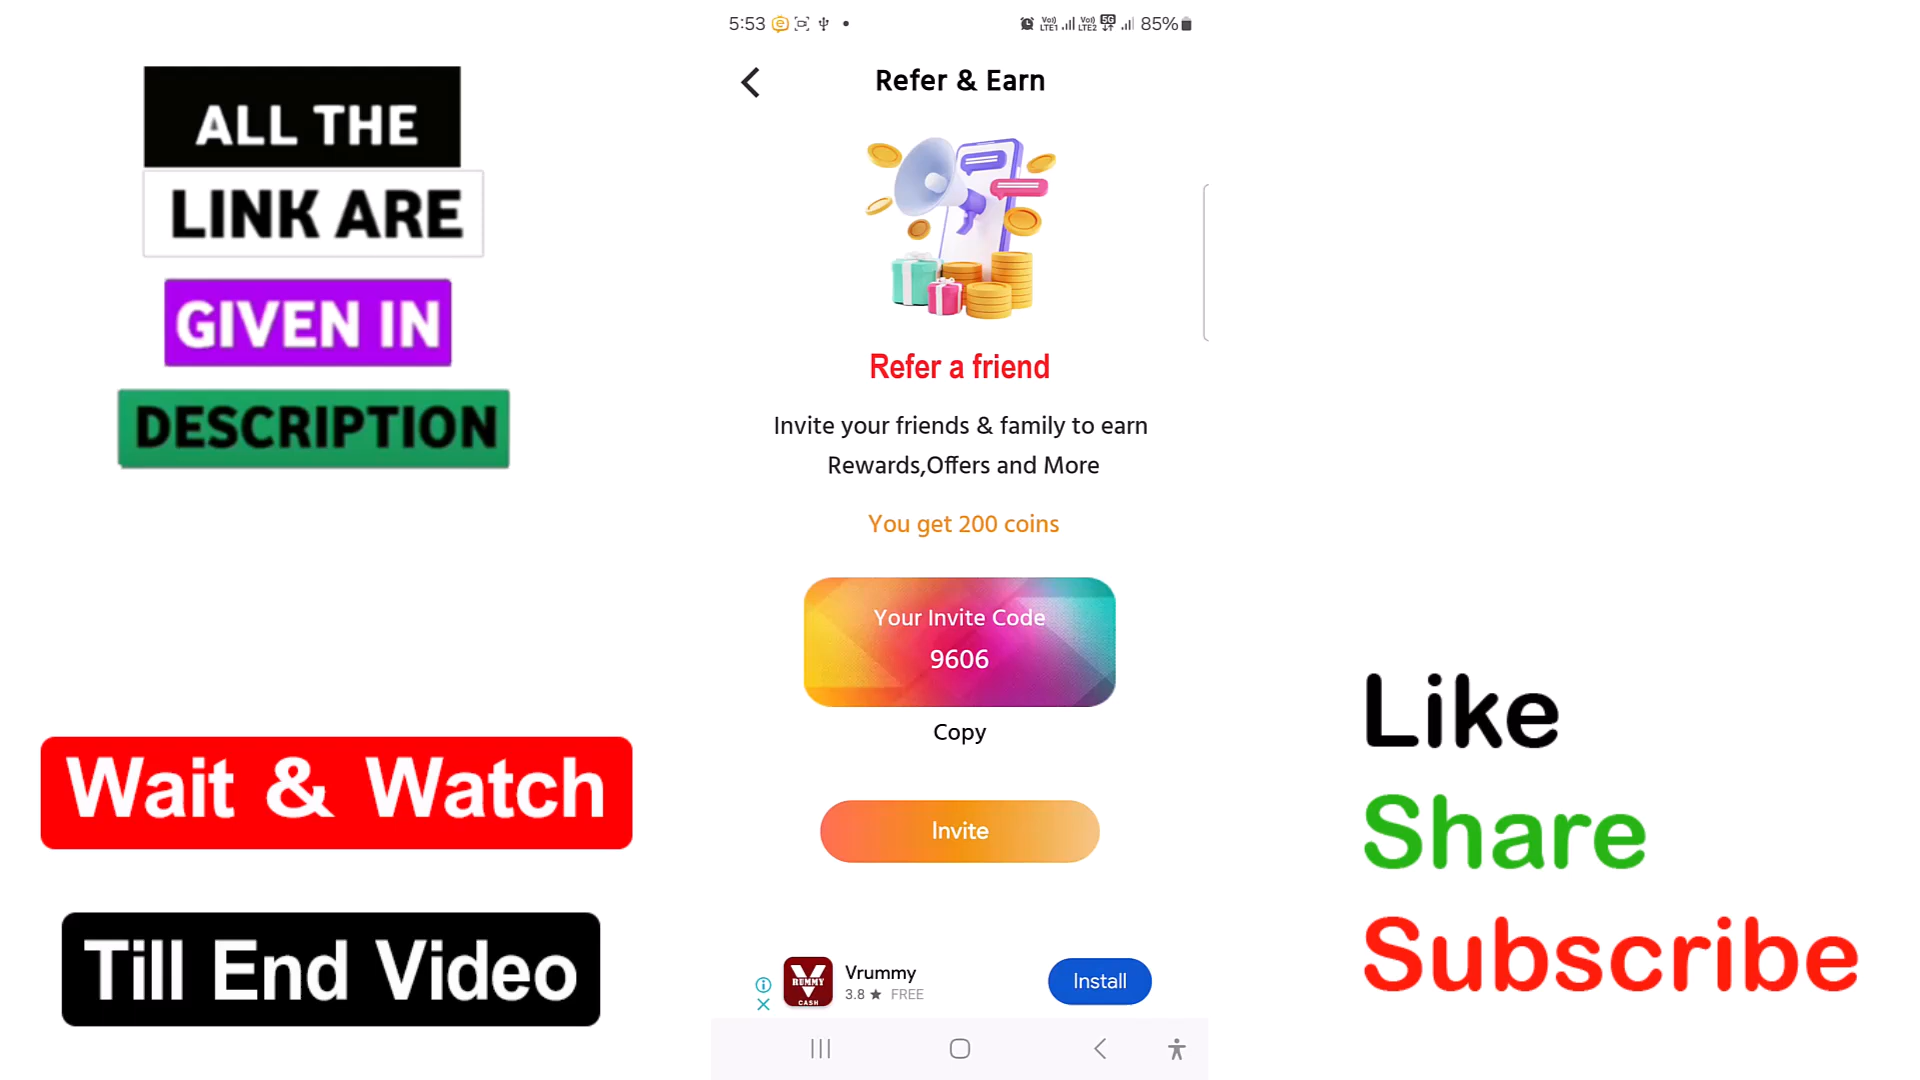 ALL THE
LINK ARE
GIVEN IN
DESCRIPTION
Wait & Watch
Till End Video
5:53
85%
Refer & Earn
Refer a friend
Invite your friends & family to earn
Rewards,Offers and More
You get 200 coins
Your Invite Code
9606
Copy
Invite
V
RUMMY
CASH
Vrummy
3.8 ★ FREE
Install
Like
Share
Subscribe